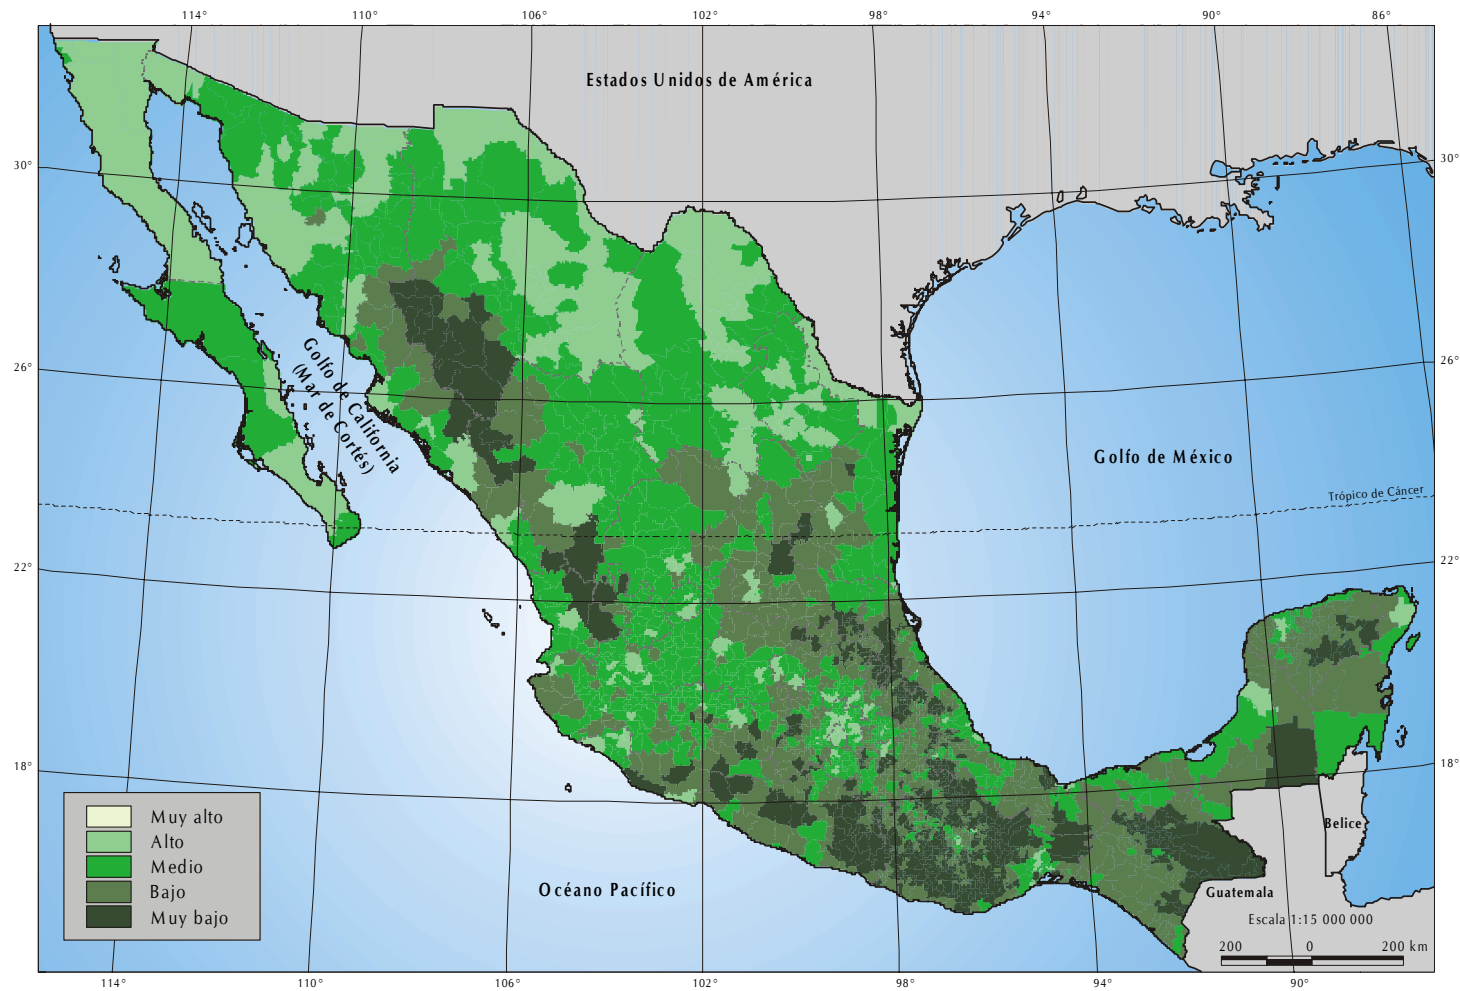 114°
110°
106°
102°
98°
94°
90°
86°
Estados Unidos de América
30°
30°
26°
26°
Golfo de California
(Mar de Cortés)
Golfo de México
Trópico de Cáncer
22°
22°
18°
18°
Muy alto
Alto
Medio
Bajo
Muy bajo
Océano Pacífico
Belice
Guatemala
Escala 1:15 000 000
200
0
200 km
114°
110°
106°
102°
98°
94°
90°